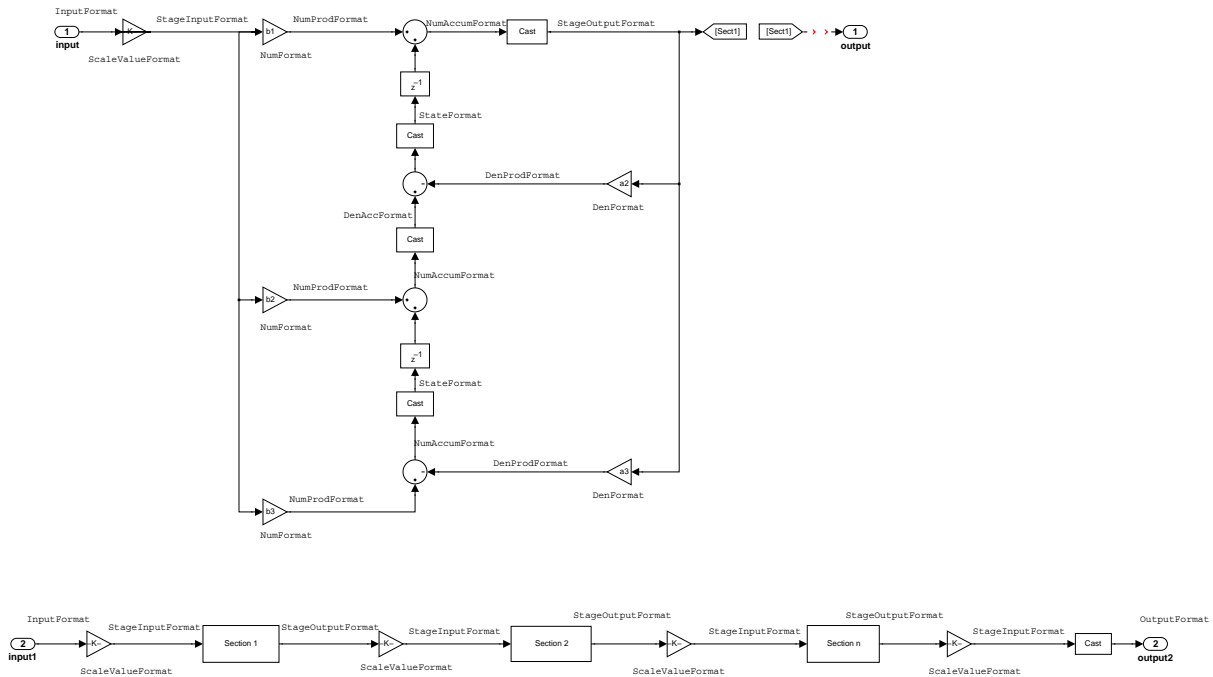 InputFormat
StageInputFormat
NumProdFormat
NumAccumFormat
StageOutputFormat
1
input
K
b1
Cast
[Sect1]
[Sect1]
1
output
ScaleValueFormat
NumFormat
z–1
StateFormat
Cast
DenProdFormat
a2
DenFormat
DenAccFormat
Cast
NumAccumFormat
NumProdFormat
b2
NumFormat
z–1
StateFormat
Cast
NumAccumFormat
DenProdFormat
a3
DenFormat
NumProdFormat
b3
NumFormat
InputFormat
StageInputFormat
StageOutputFormat
StageInputFormat
StageOutputFormat
StageInputFormat
StageOutputFormat
StageInputFormat
OutputFormat
2
input1
–K–
Section 1
–K–
Section 2
–K–
Section n
–K–
Cast
2
output2
ScaleValueFormat
ScaleValueFormat
ScaleValueFormat
ScaleValueFormat